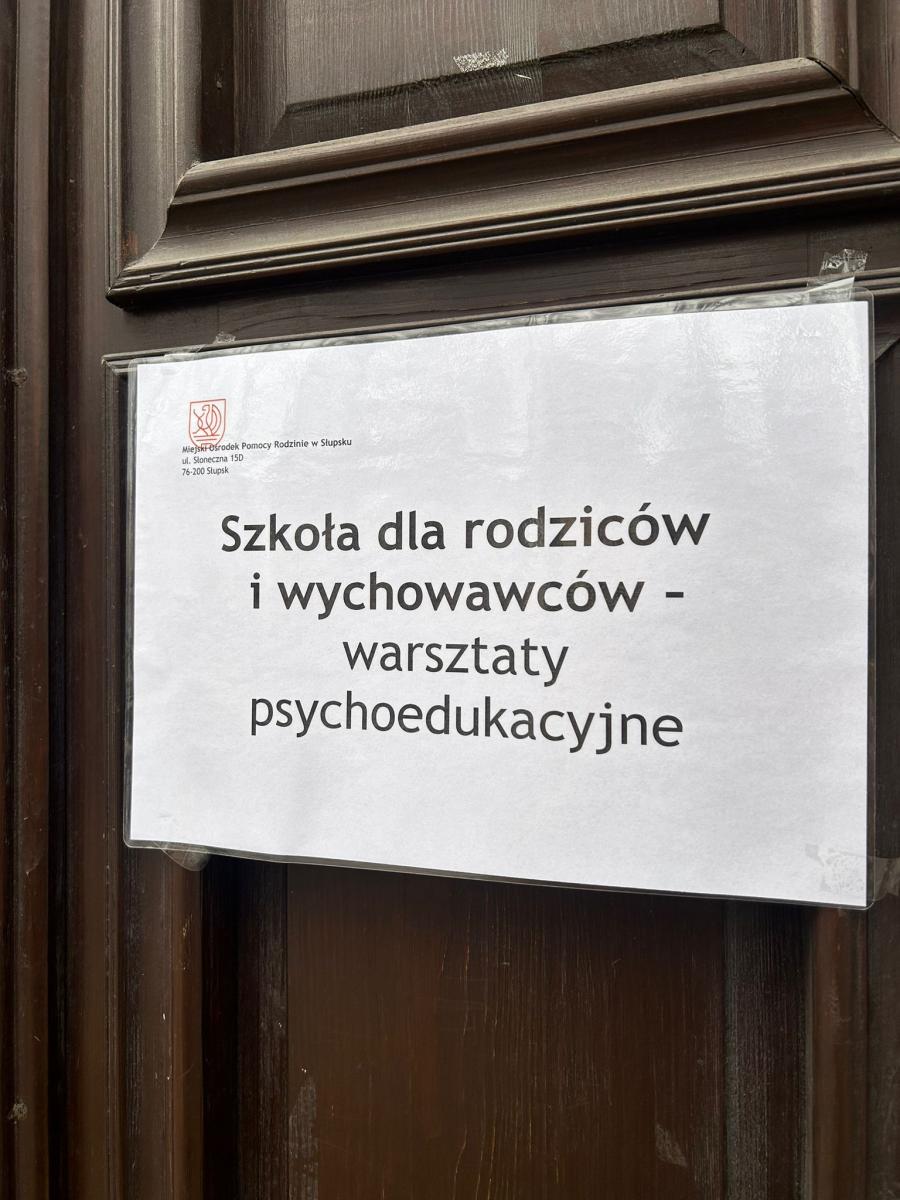 Miejski Ośrodek Pomocy Rodzinie w Słupsku
ul. Słoneczna 15D
76-200 Słupsk
Szkoła dla rodziców
i wychowawców –
warsztaty
psychoedukacyjne